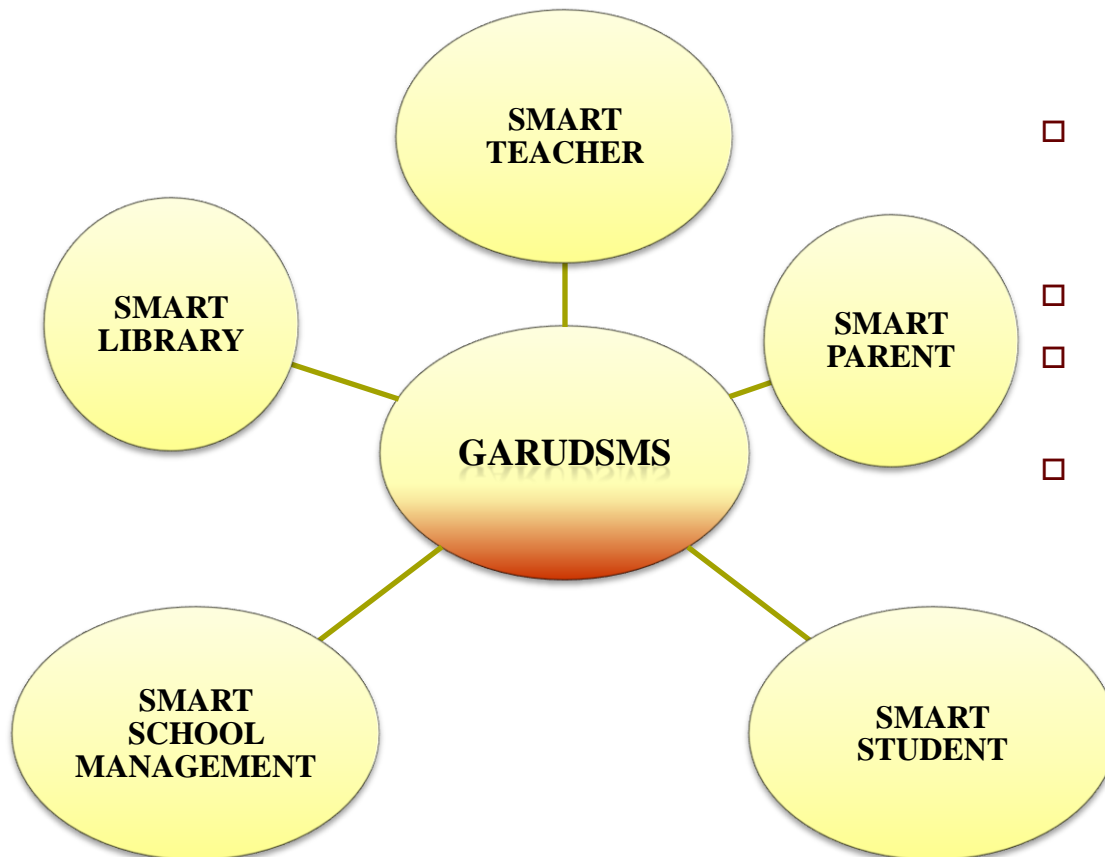 SMART
TEACHER
SMART
LIBRARY
SMART
PARENT
GARUDSMS
SMART
SCHOOL
MANAGEMENT
SMART
STUDENT